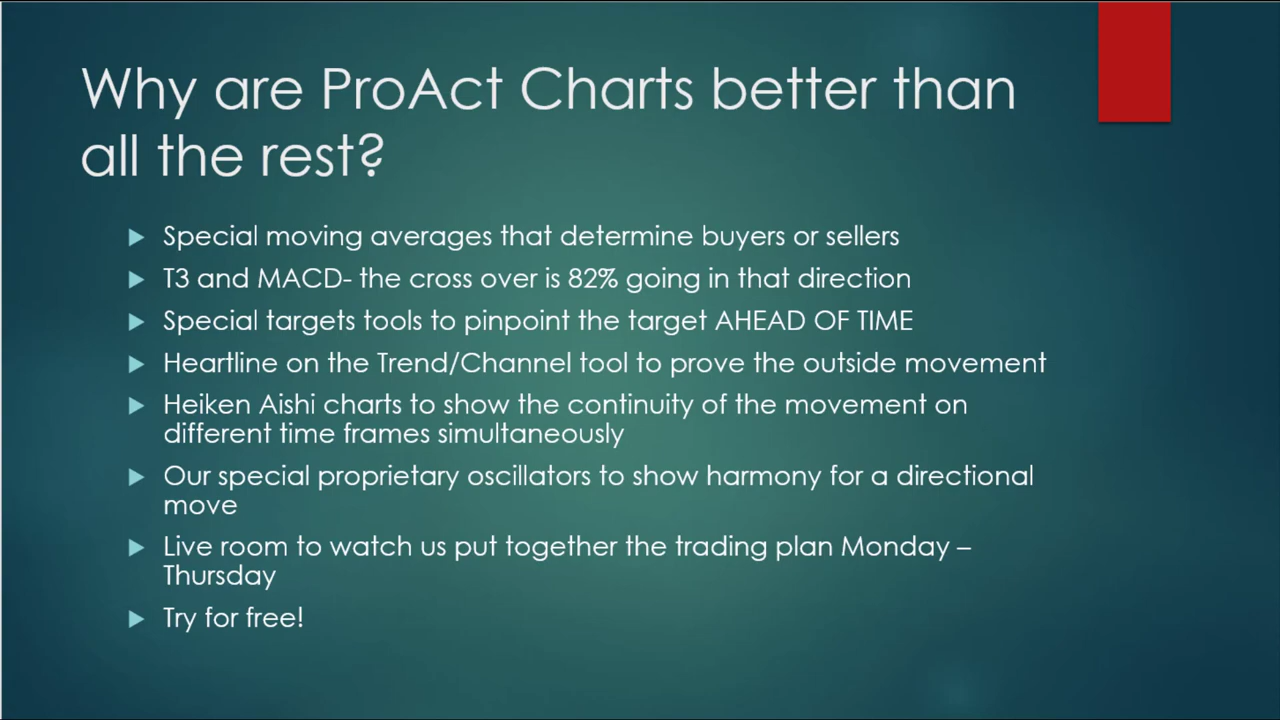 Why are ProAct Charts better than
all the rest?
Special moving averages that determine buyers or sellers
T3 and MACD- the cross over is 82% going in that direction
Special targets tools to pinpoint the target AHEAD OF TIME
Heartline on the Trend/Channel tool to prove the outside movement
Heiken Aishi charts to show the continuity of the movement on
different time frames simultaneously
Our special proprietary oscillators to show harmony for a directional
move
Live room to watch us put together the trading plan Monday –
Thursday
Try for free!